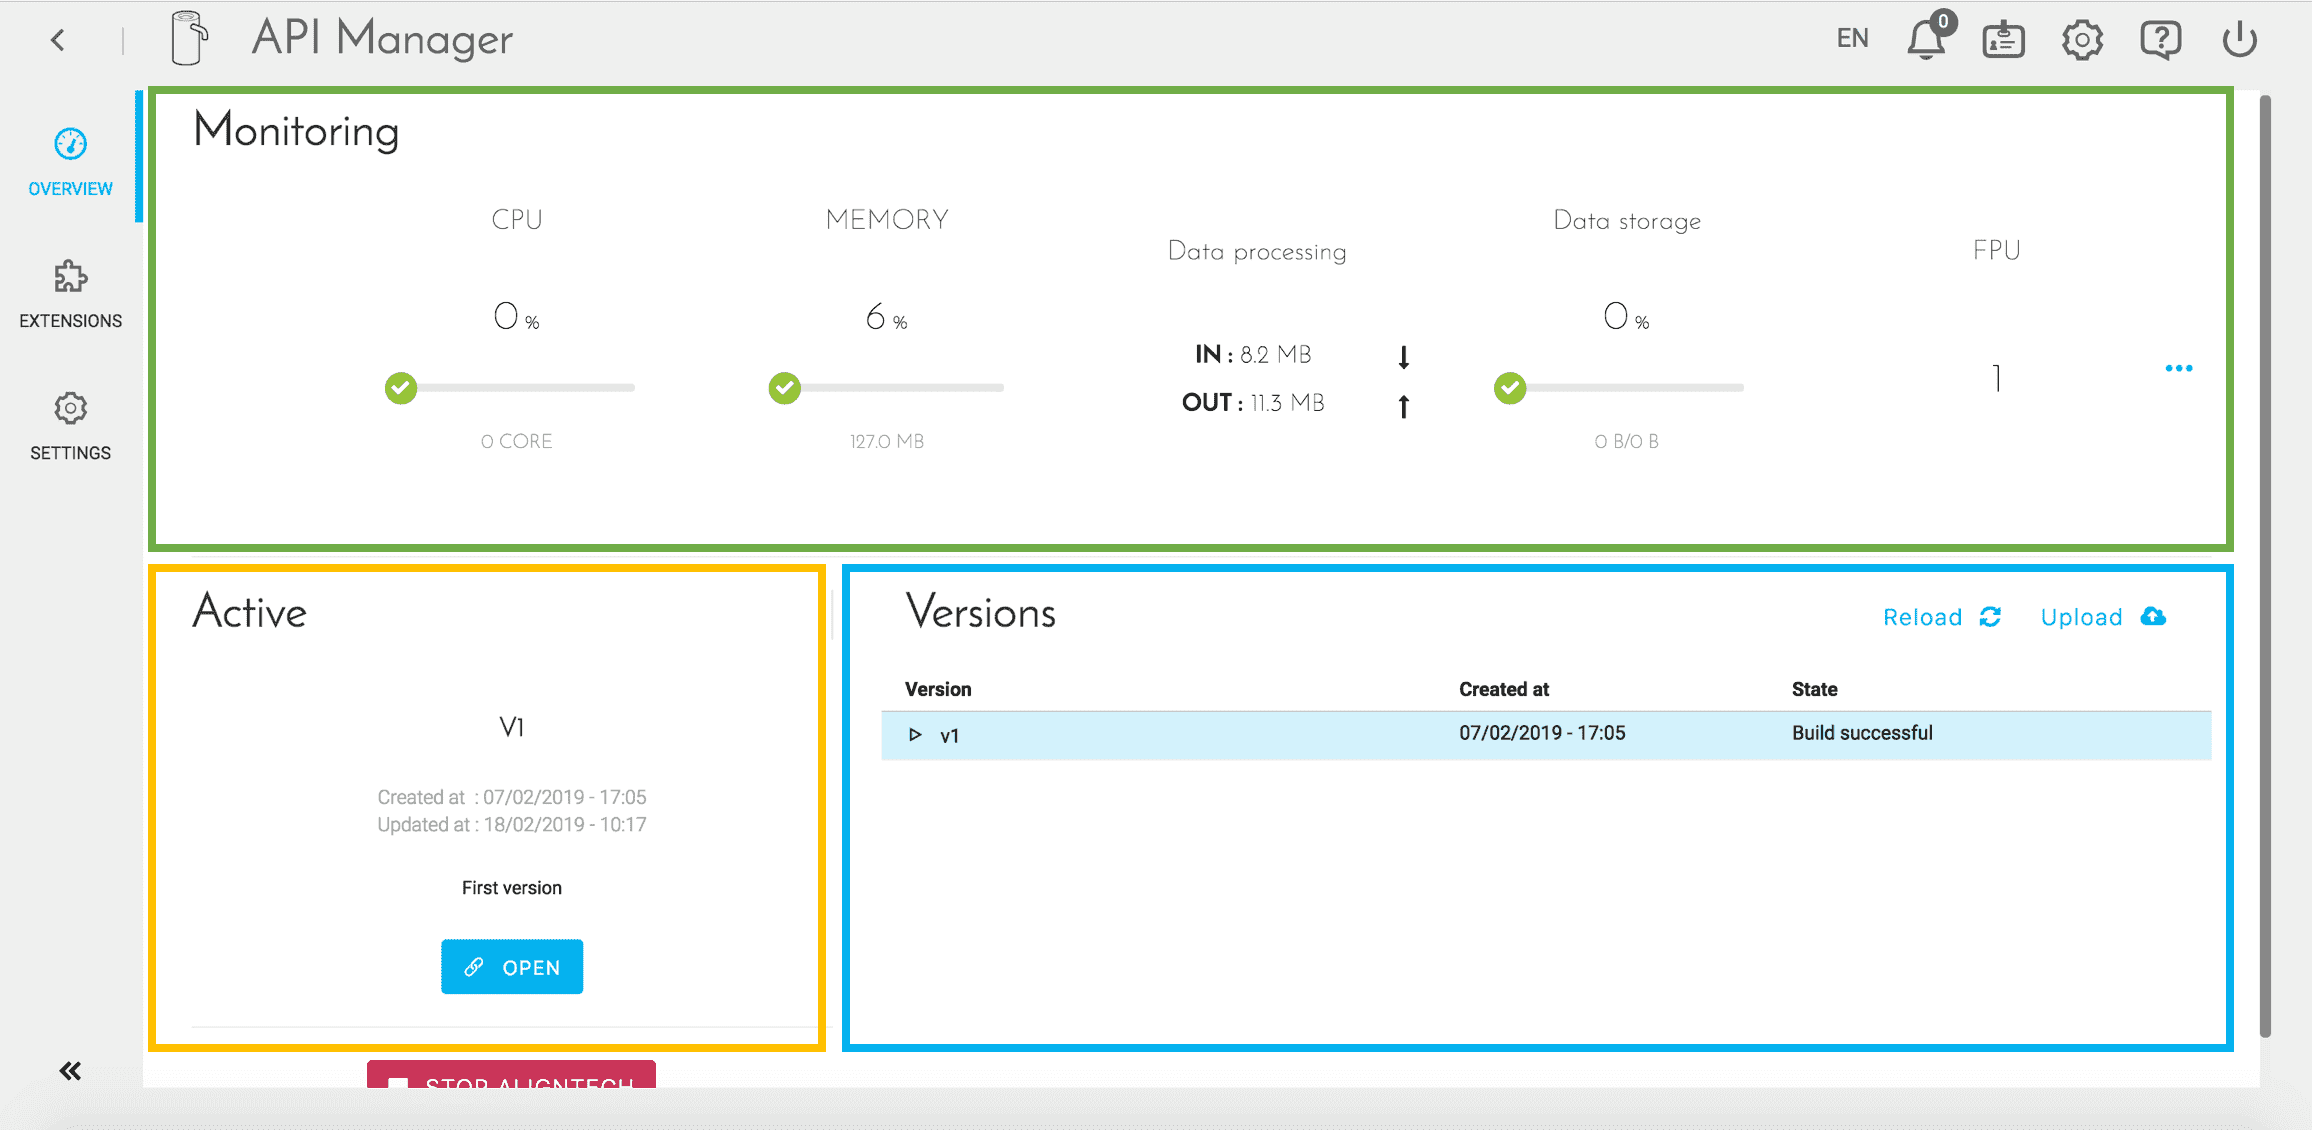 API Manager
EN
0
OVERVIEW
EXTENSIONS
SETTINGS
Monitoring
CPU
0 %
0 CORE
MEMORY
6 %
127.0 MB
Data processing
IN : 8.2 MB
OUT : 11.3 MB
Data storage
0 %
0 B/0 B
FPU
1
Active
V1
Created at : 07/02/2019 - 17:05
Updated at : 18/02/2019 - 10:17
First version
OPEN
STOP ALIGNTECH
Versions
Reload
Upload
Version Created at State
v1 07/02/2019 - 17:05 Build successful